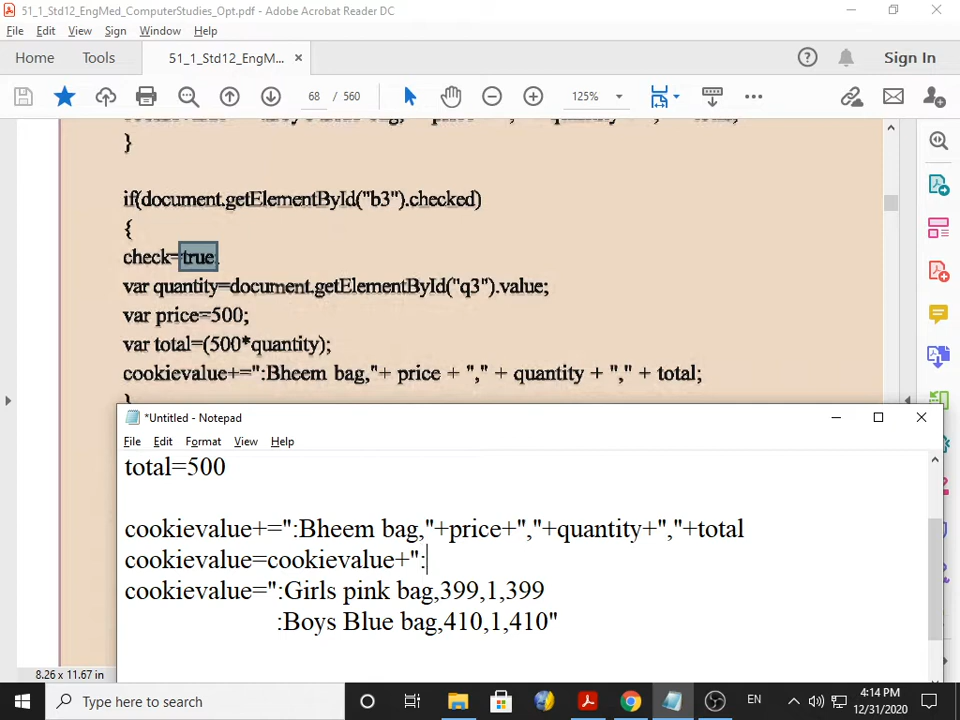 51_1_Std12_EngMed_ComputerStudies_Opt.pdf - Adobe Acrobat Reader DC
File Edit View Sign Window Help
Home Tools 51_1_Std12_EngMed_... × Sign In
68 / 560 125%
}
if(document.getElementById("b3").checked)
{
check=true;
var quantity=document.getElementById("q3").value;
var price=500;
var total=(500*quantity);
cookievalue+=":Bheem bag,"+ price + "," + quantity + "," + total;
}
*Untitled - Notepad
File Edit Format View Help
total=500
cookievalue+=":Bheem bag,"+price+","+quantity+","+total
cookievalue=cookievalue+":
cookievalue=":Girls pink bag,399,1,399
:Boys Blue bag,410,1,410"
8.26 x 11.67 in
Type here to search
EN
4:14 PM
12/31/2020